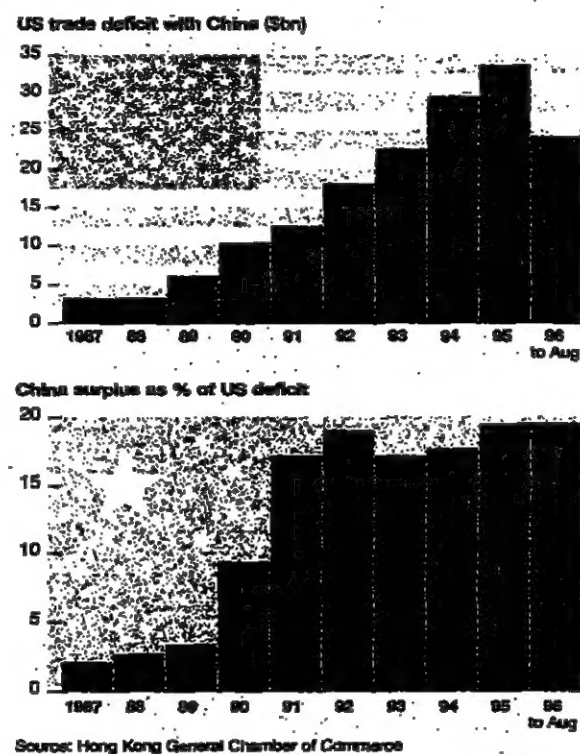 US trade deficit with China ($bn)
35
30
25
20
15
10
5
0
1987 88 89 90 91 92 93 94 95 96
to Aug
China surplus as % of US deficit
20
15
10
5
0
1987 88 89 90 91 92 93 94 95 96
to Aug
Source: Hong Kong General Chamber of Commerce